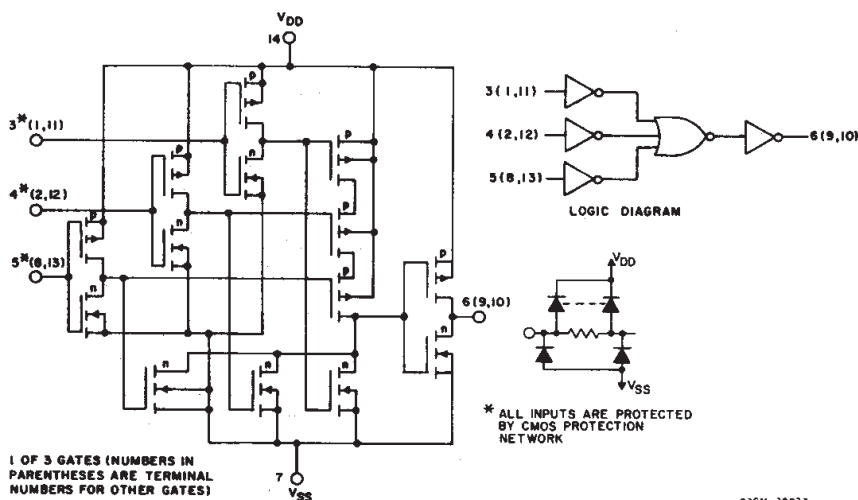 VDD
14
p
3*(1,11)
n
p
p
4*(2,12)
n
p
p
5*(8,13)
n
p
p
n
6(9,10)
n
n
n
n
7
VSS
1 OF 3 GATES (NUMBERS IN
PARENTHESES ARE TERMINAL
NUMBERS FOR OTHER GATES)
3(1,11)
4(2,12)
5(8,13)
6(9,10)
LOGIC DIAGRAM
VDD
VSS
* ALL INPUTS ARE PROTECTED
BY CMOS PROTECTION
NETWORK